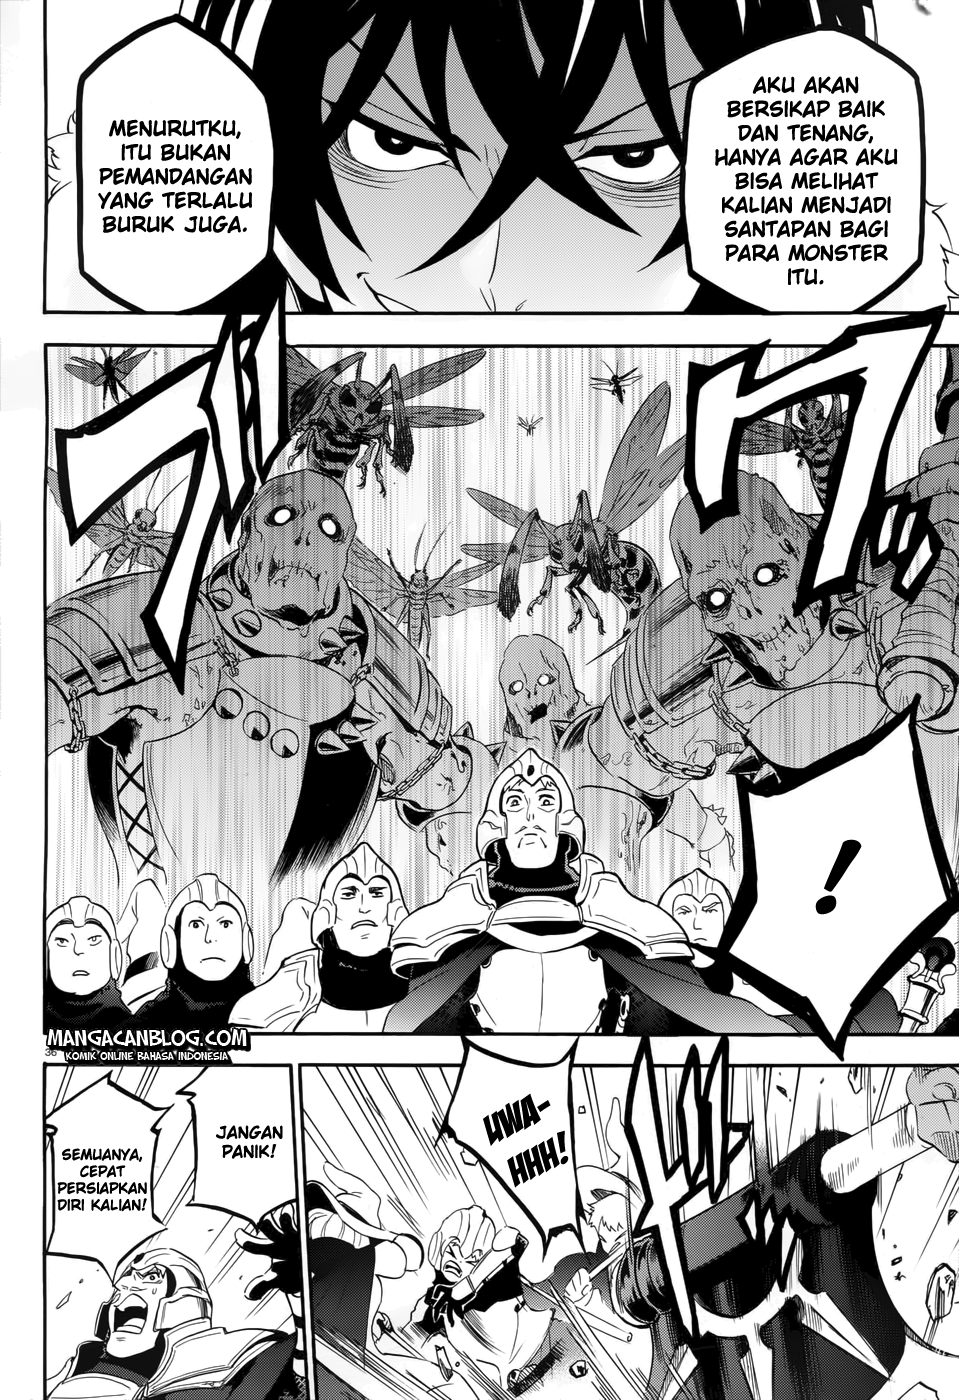 AKU AKAN
BERSIKAP BAIK
DAN TENANG,
HANYA AGAR AKU
BISA MELIHAT
KALIAN MENJADI
SANTAPAN BAGI
PARA MONSTER
ITU.
MENURUTKU,
ITU BUKAN
PEMANDANGAN
YANG TERLALU
BURUK JUGA.
!
MANGACANBLOG.COM
KOMIK ONLINE BAHASA INDONESIA
36
JANGAN
PANIK!
SEMUANYA,
CEPAT
PERSIAPKAN
DIRI KALIAN!
UWA-
HHH!